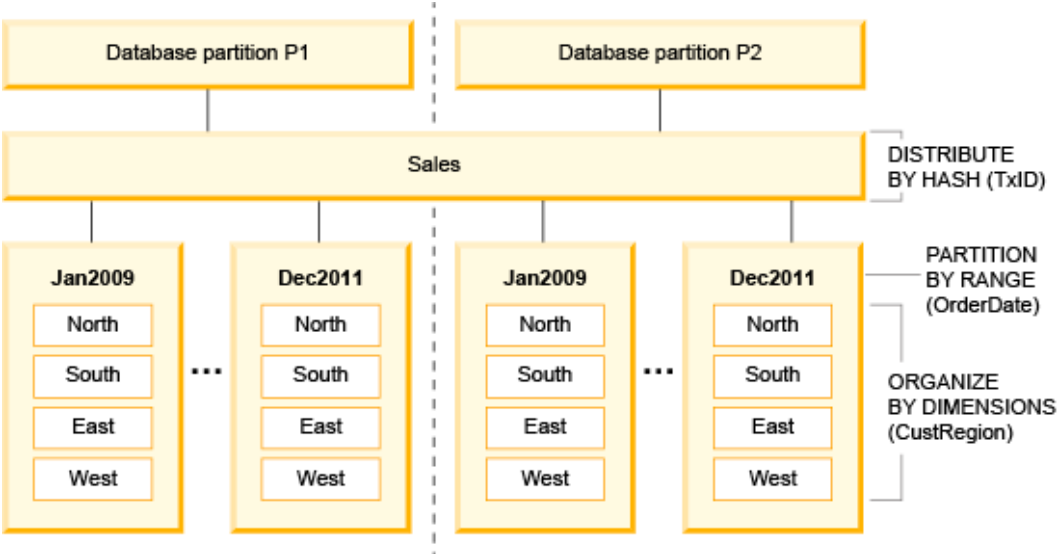 Database partition P1
Database partition P2
Sales
DISTRIBUTE
BY HASH (TxID)
Jan2009
North
South
East
West
...
Dec2011
North
South
East
West
Jan2009
North
South
East
West
...
Dec2011
North
South
East
West
PARTITION
BY RANGE
(OrderDate)
ORGANIZE
BY DIMENSIONS
(CustRegion)